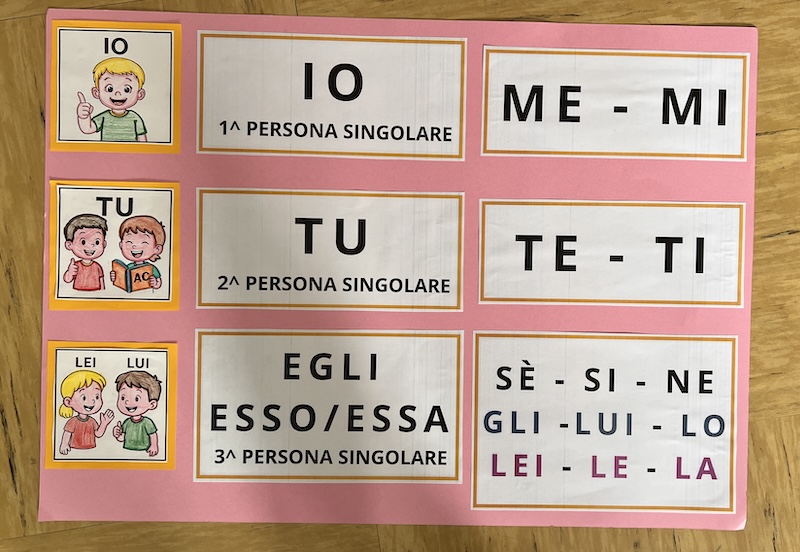 IO
IO
1^ PERSONA SINGOLARE
ME - MI
TU
AC
TU
2^ PERSONA SINGOLARE
TE - TI
LEI LUI
EGLI
ESSO/ESSA
3^ PERSONA SINGOLARE
SÈ - SI - NE
GLI -LUI - LO
LEI - LE - LA